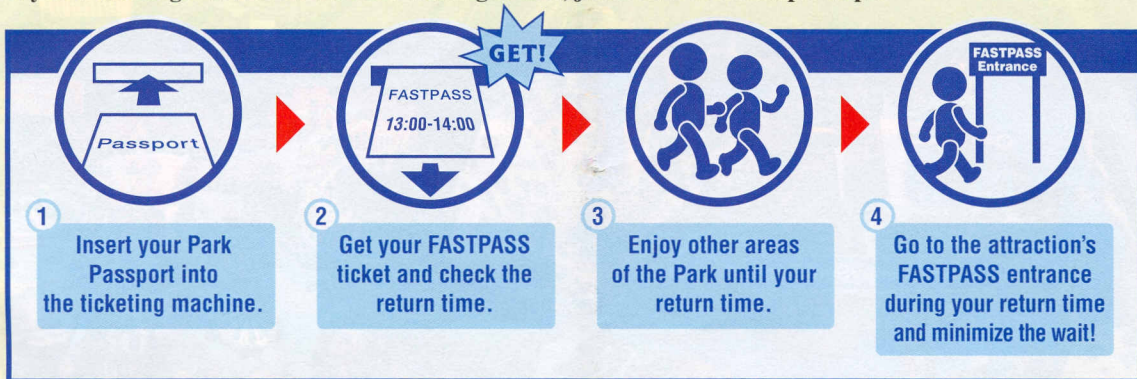 GET!
Passport
FASTPASS
13:00-14:00
FASTPASS
Entrance
1
Insert your Park
Passport into
the ticketing machine.
2
Get your FASTPASS
ticket and check the
return time.
3
Enjoy other areas
of the Park until your
return time.
4
Go to the attraction's
FASTPASS entrance
during your return time
and minimize the wait!